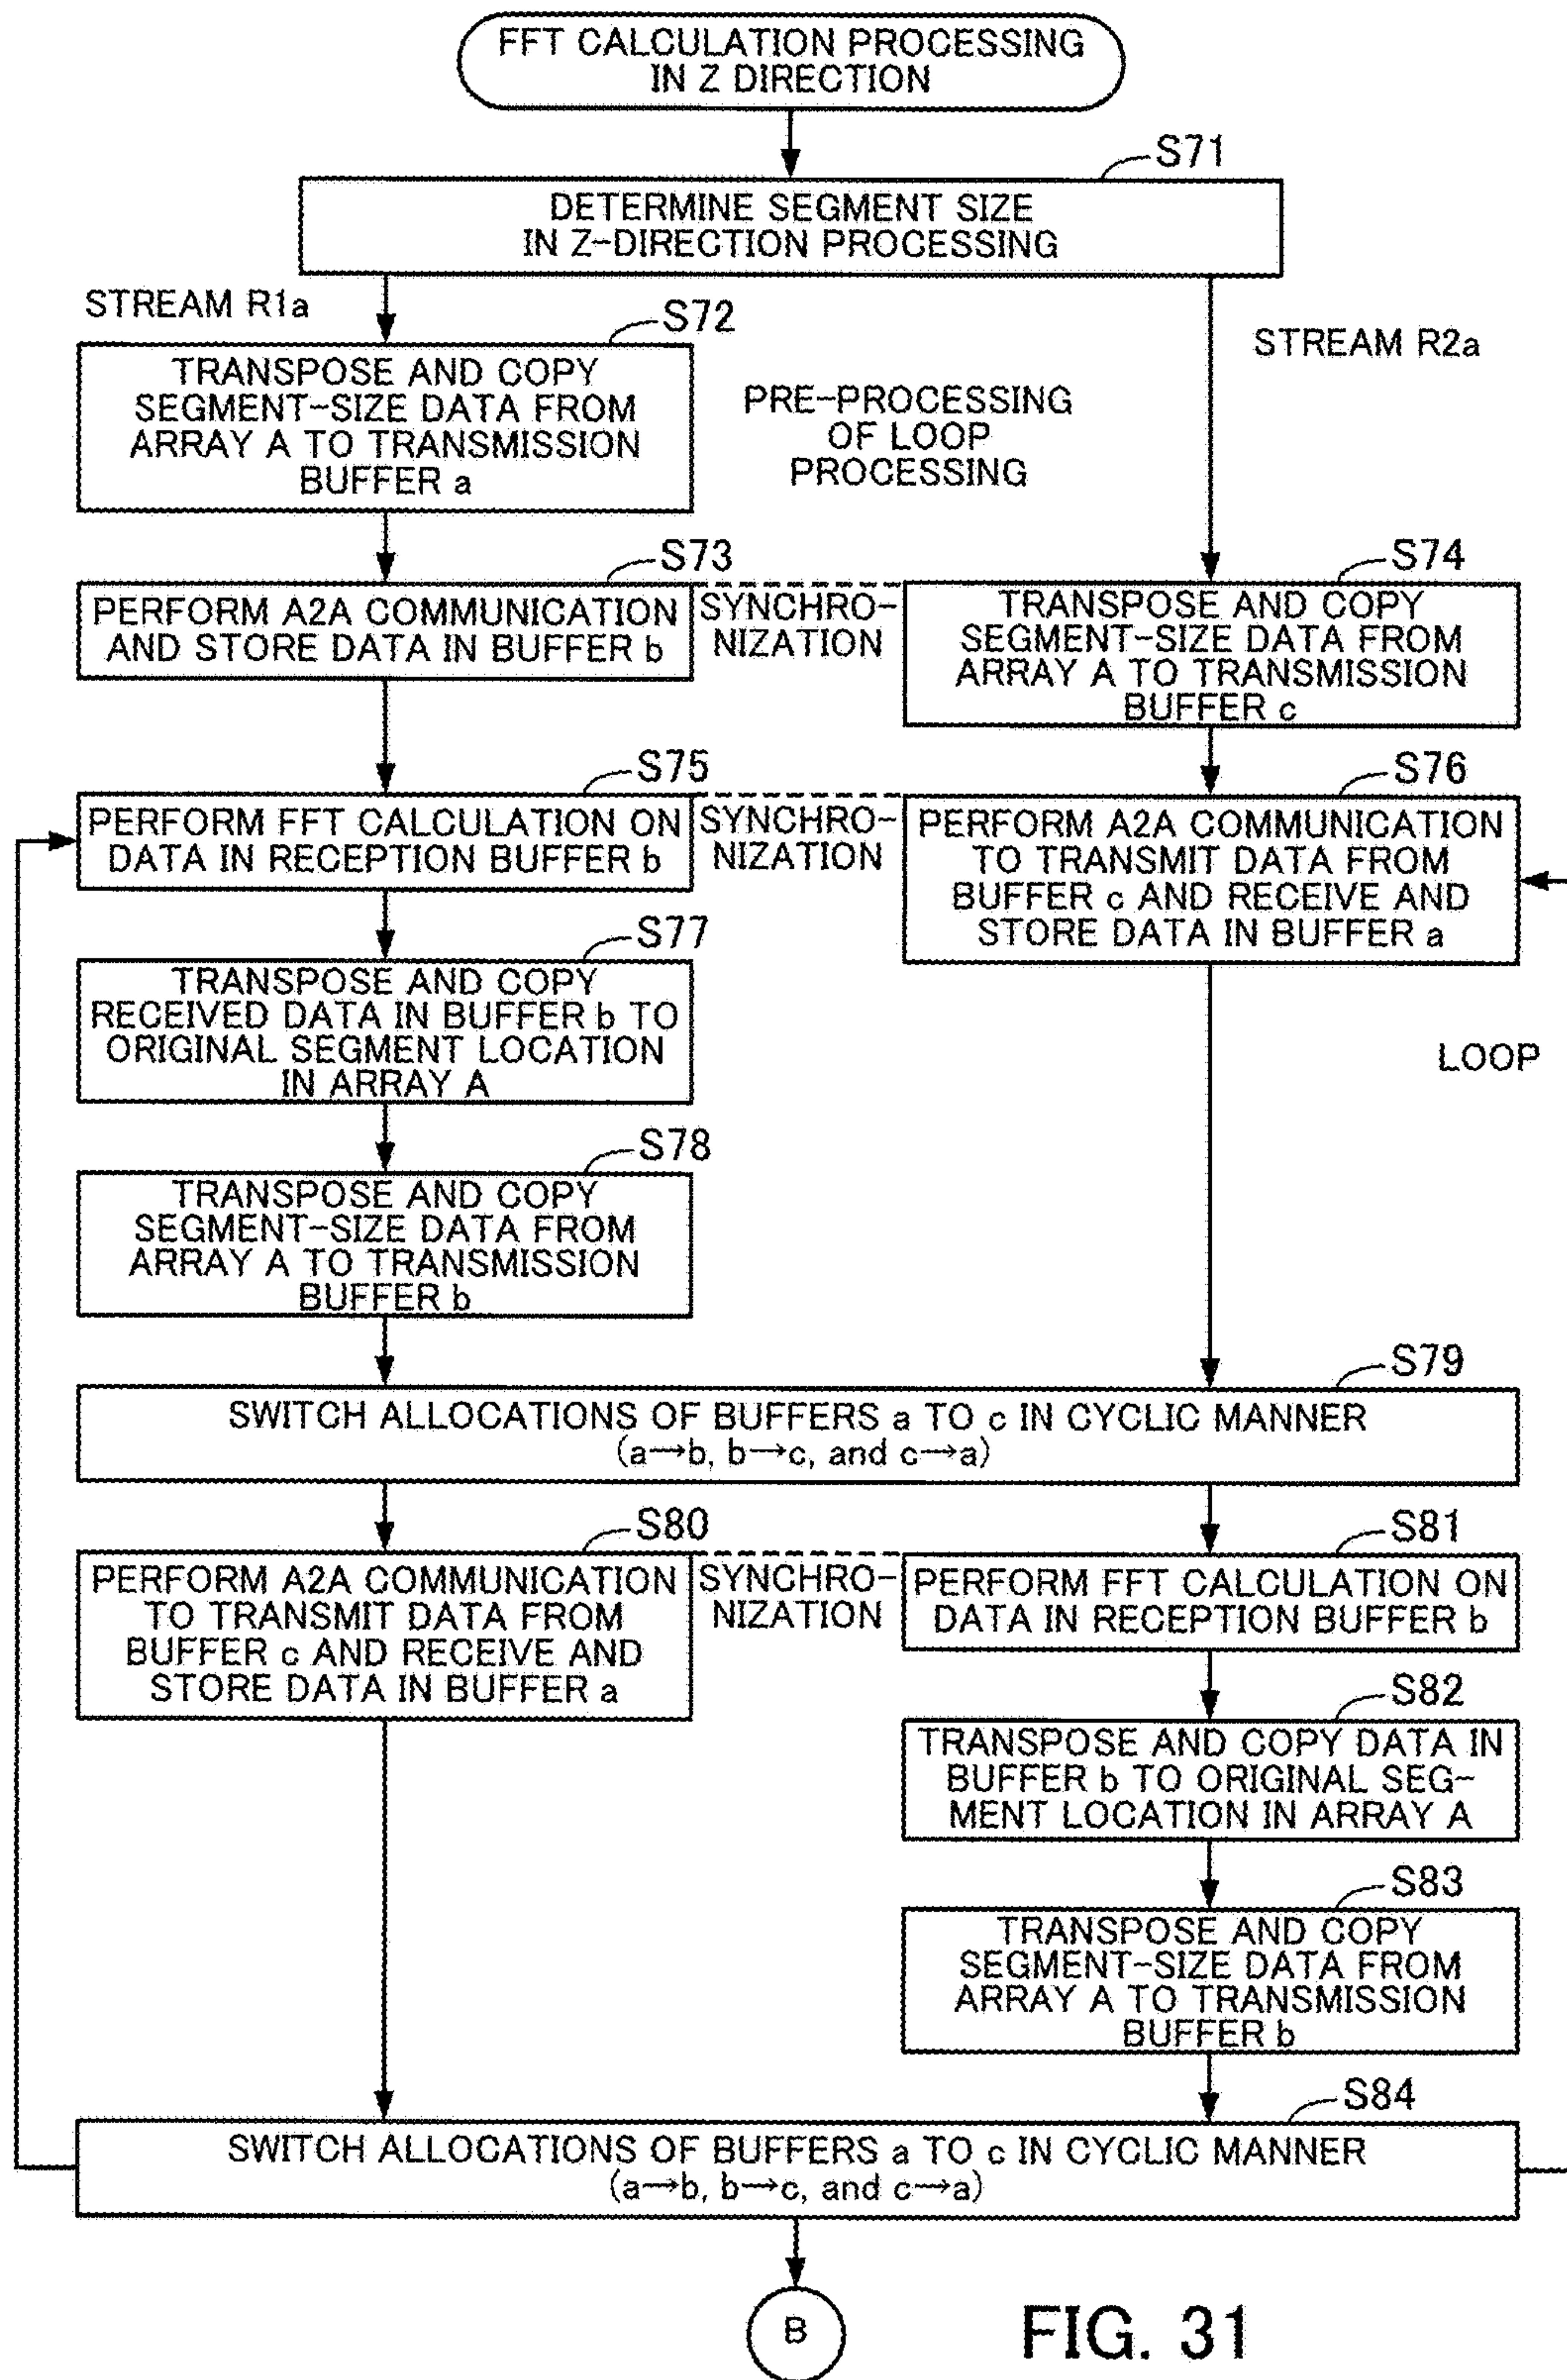 FFT CALCULATION PROCESSING
IN Z DIRECTION
S71
DETERMINE SEGMENT SIZE
IN Z-DIRECTION PROCESSING
STREAM R1a
S72
TRANSPOSE AND COPY
SEGMENT-SIZE DATA FROM
ARRAY A TO TRANSMISSION
BUFFER a
STREAM R2a
PRE-PROCESSING
OF LOOP
PROCESSING
S73
PERFORM A2A COMMUNICATION
AND STORE DATA IN BUFFER b
SYNCHRO-
NIZATION
S74
TRANSPOSE AND COPY
SEGMENT-SIZE DATA FROM
ARRAY A TO TRANSMISSION
BUFFER c
S75
PERFORM FFT CALCULATION ON
DATA IN RECEPTION BUFFER b
SYNCHRO-
NIZATION
S76
PERFORM A2A COMMUNICATION
TO TRANSMIT DATA FROM
BUFFER c AND RECEIVE AND
STORE DATA IN BUFFER a
S77
TRANSPOSE AND COPY
RECEIVED DATA IN BUFFER b TO
ORIGINAL SEGMENT LOCATION
IN ARRAY A
LOOP
S78
TRANSPOSE AND COPY
SEGMENT-SIZE DATA FROM
ARRAY A TO TRANSMISSION
BUFFER b
S79
SWITCH ALLOCATIONS OF BUFFERS a TO c IN CYCLIC MANNER
(a→b, b→c, and c→a)
S80
PERFORM A2A COMMUNICATION
TO TRANSMIT DATA FROM
BUFFER c AND RECEIVE AND
STORE DATA IN BUFFER a
SYNCHRO-
NIZATION
S81
PERFORM FFT CALCULATION ON
DATA IN RECEPTION BUFFER b
S82
TRANSPOSE AND COPY DATA IN
BUFFER b TO ORIGINAL SEG-
MENT LOCATION IN ARRAY A
S83
TRANSPOSE AND COPY
SEGMENT-SIZE DATA FROM
ARRAY A TO TRANSMISSION
BUFFER b
S84
SWITCH ALLOCATIONS OF BUFFERS a TO c IN CYCLIC MANNER
(a→b, b→c, and c→a)
B
FIG. 31